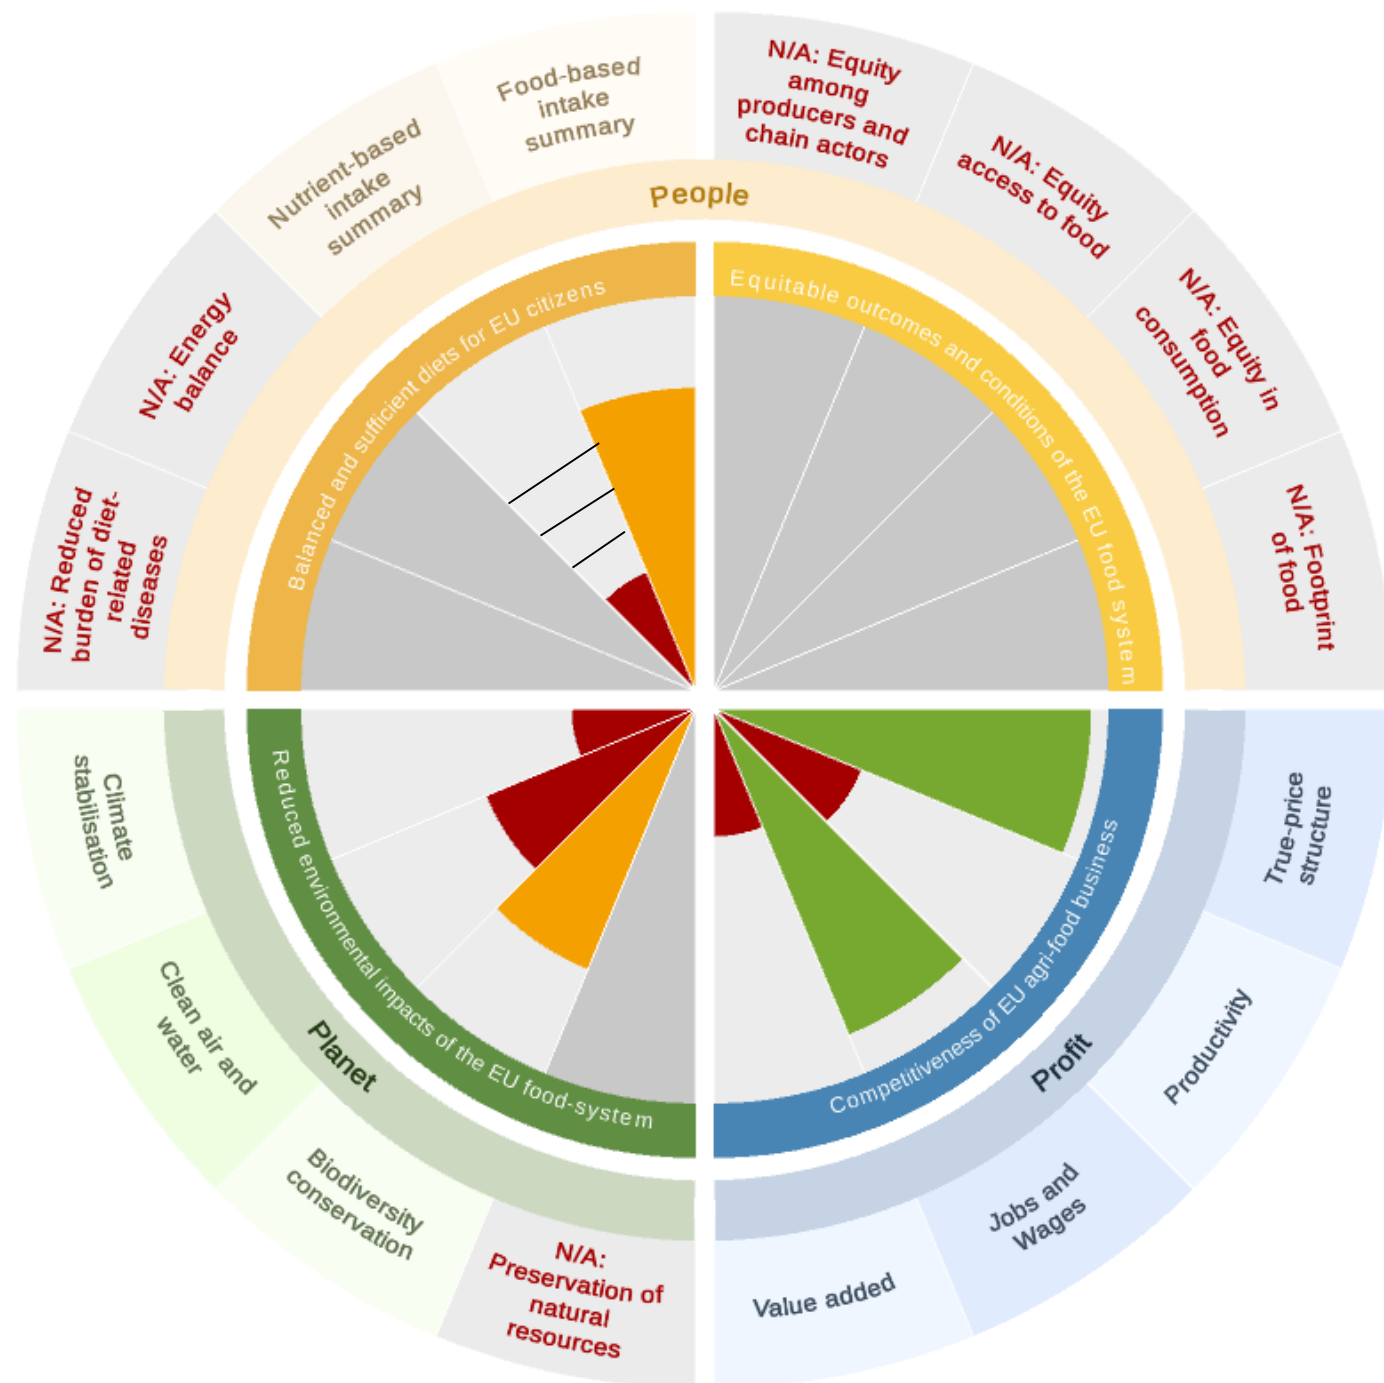 Food-based
intake
summary
Nutrient-based
intake
summary
N/A: Energy
balance
N/A: Reduced
burden of diet-
related
diseases
N/A: Equity
among
producers and
chain actors
N/A: Equity
access to food
N/A: Equity in
food
consumption
N/A: Footprint
of food
People
Balanced and sufficient diets for EU citizens
Equitable outcomes and conditions of the EU food system
Reduced environmental impacts of the EU food-system
Competitiveness of EU agri-food business
Planet
Profit
Climate
stabilisation
Clean air and
water
Biodiversity
conservation
N/A:
Preservation of
natural
resources
True-price
structure
Productivity
Jobs and
Wages
Value added